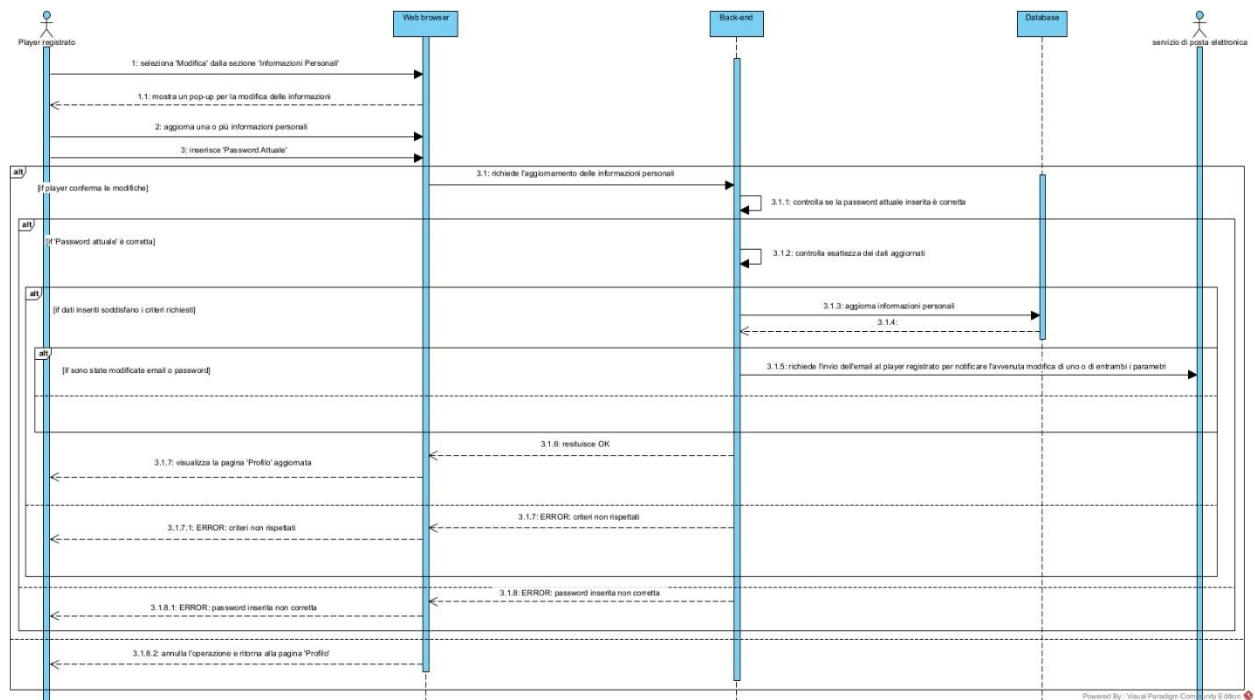 Player registrato
Web browser
Back-end
Database
servizio di posta elettronica
1: seleziona 'Modifica' dalla sezione 'Informazioni Personali'
1.1: mostra un pop-up per la modifica delle informazioni
2: aggiorna una o più informazioni personali
3: inserisce 'Password Attuale'
alt
[if player conferma le modifiche]
3.1: richiede l'aggiornamento delle informazioni personali
3.1.1: controlla se la password attuale inserita è corretta
alt
[if 'Password attuale' è corretta]
3.1.2: controlla esattezza dei dati aggiornati
alt
[if dati inseriti soddisfano i criteri richiesti]
3.1.3: aggiorna informazioni personali
3.1.4:
alt
[if sono state modificate email o password]
3.1.5: richiede l'invio dell'email al player registrato per notificare l'avvenuta modifica di uno o di entrambi i parametri
3.1.6: resituisce OK
3.1.7: visualizza la pagina 'Profilo' aggiornata
3.1.7: ERROR: criteri non rispettati
3.1.7.1: ERROR: criteri non rispettati
3.1.8: ERROR: password inserita non corretta
3.1.8.1: ERROR: password inserita non corretta
3.1.8.2: annulla l'operazione e ritorna alla pagina 'Profilo'
Powered By: Visual Paradigm Community Edition